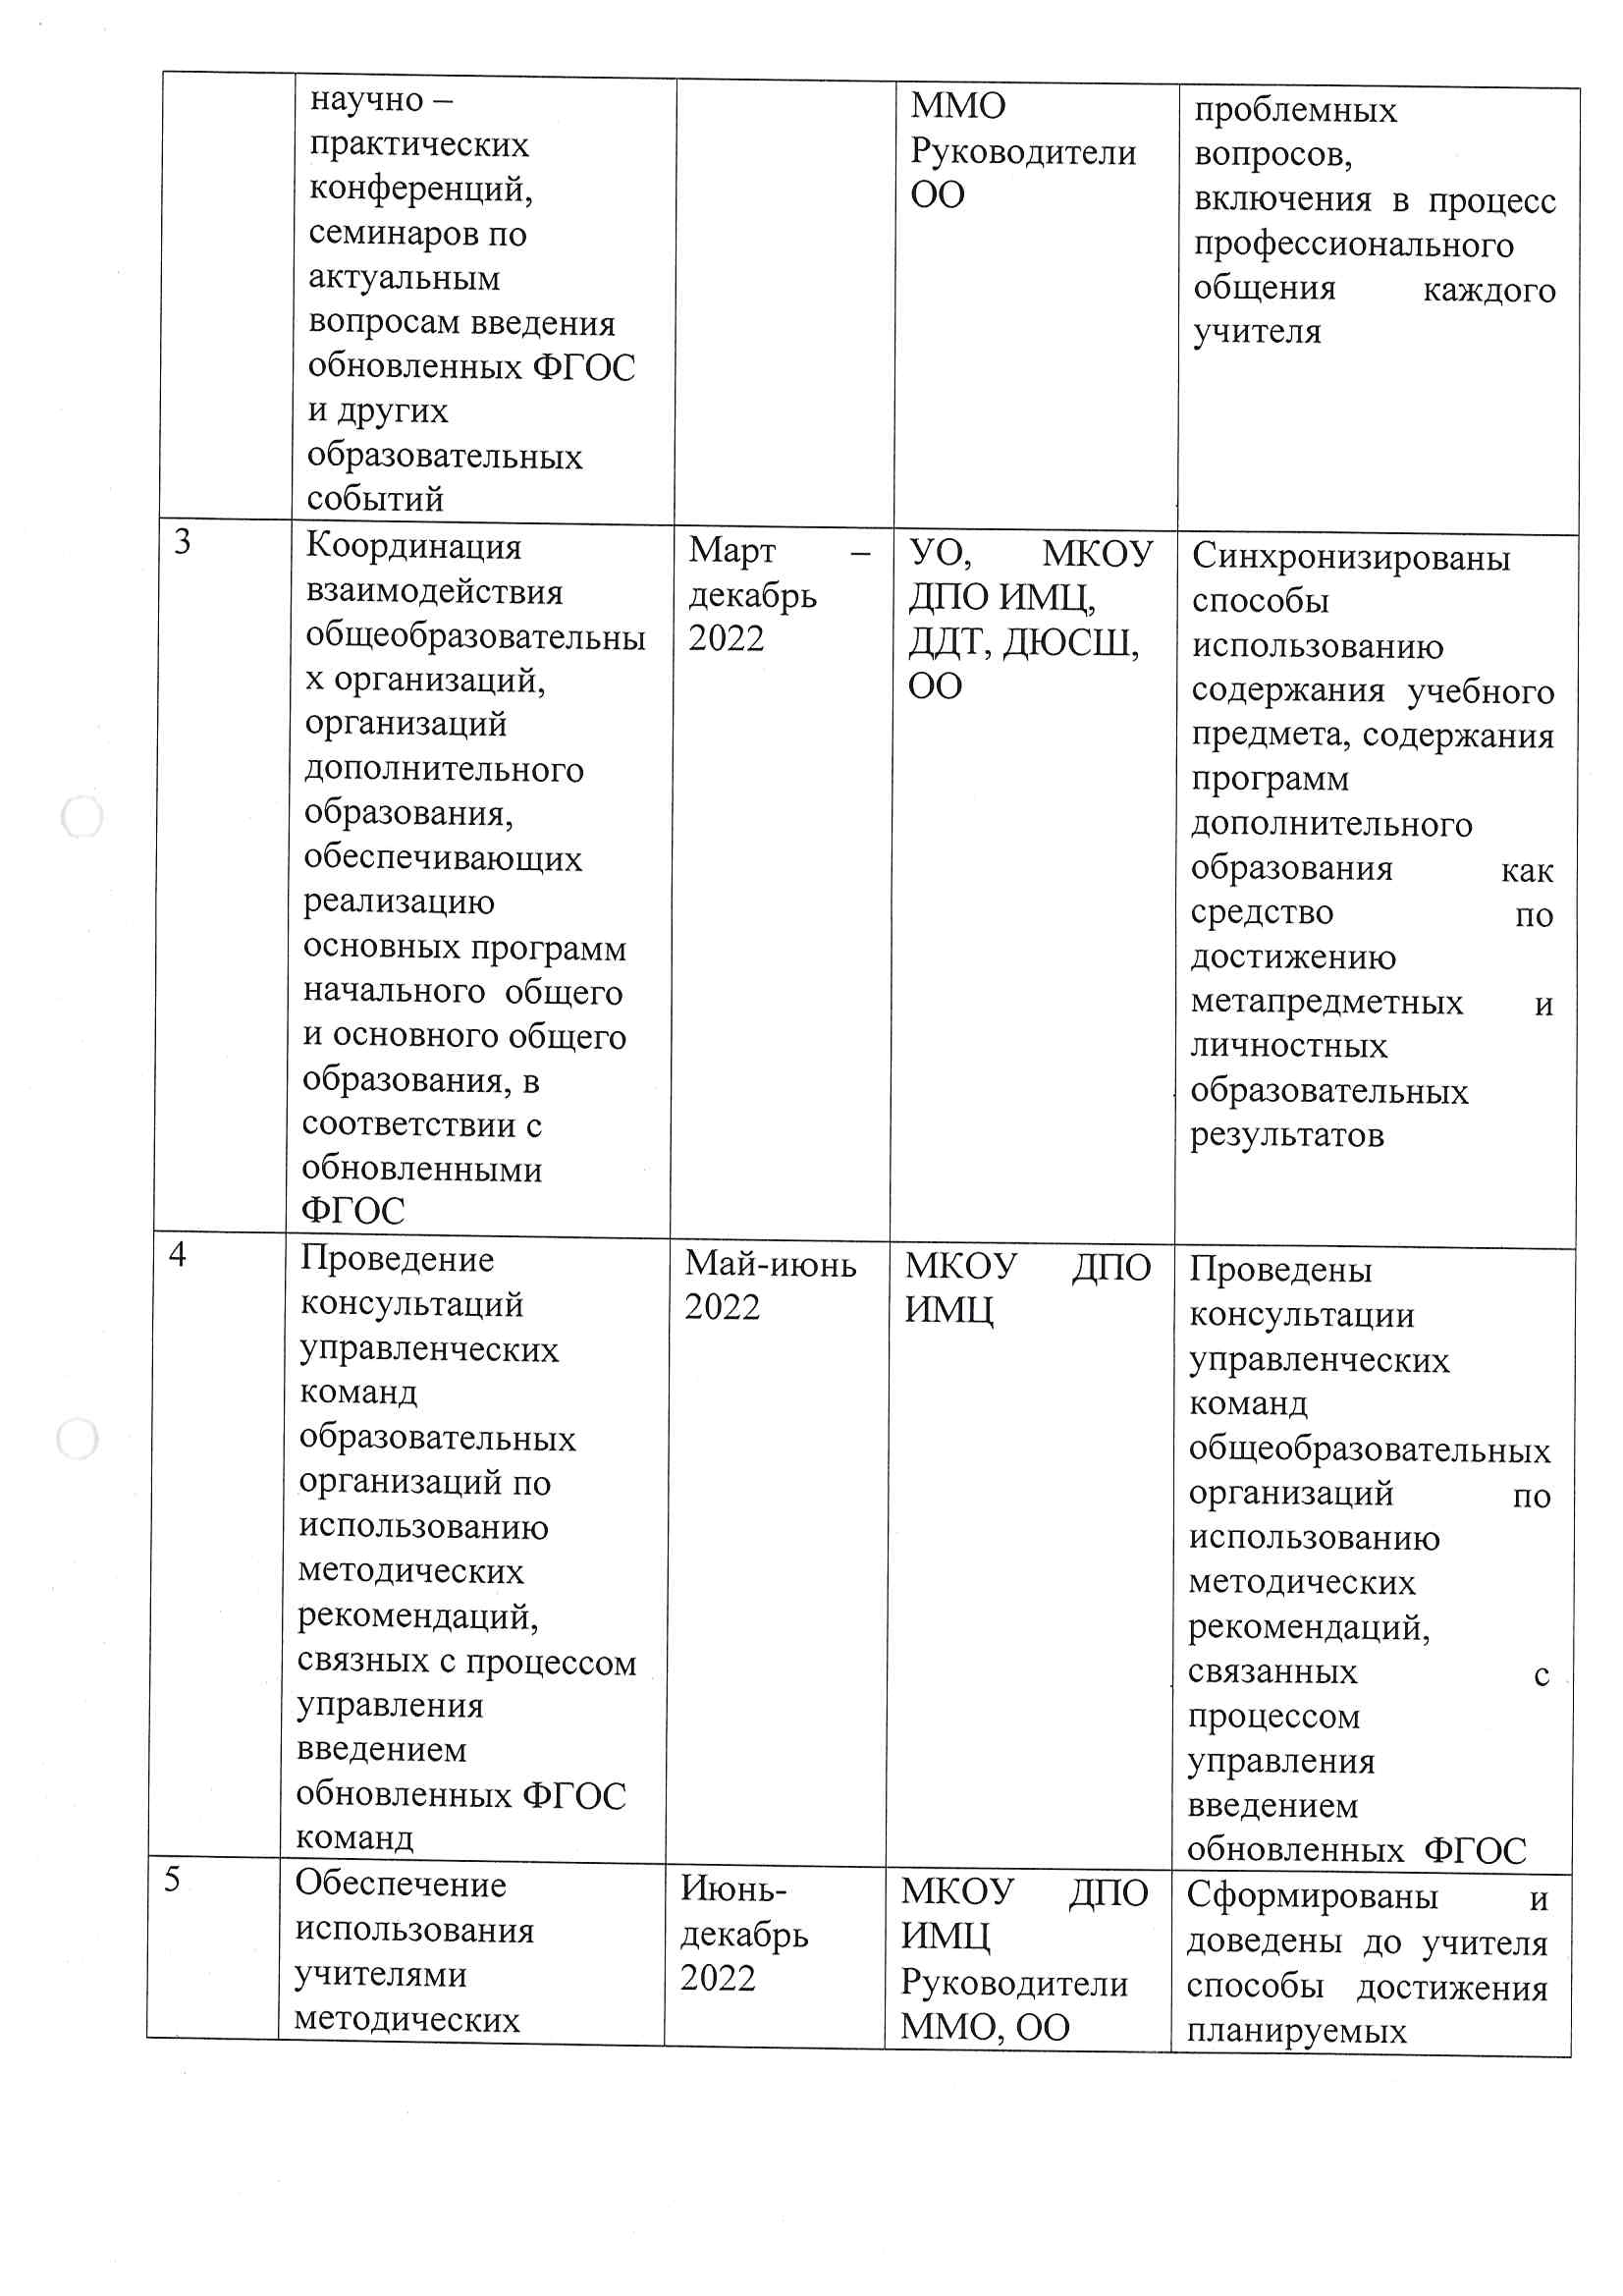 научно –
практических
конференций,
семинаров по
актуальным
вопросам введения
обновленных ФГОС
и других
образовательных
событий
ММО
Руководители
ОО
проблемных
вопросов,
включения в процесс
профессионального
общения каждого
учителя
3
Координация
взаимодействия
общеобразовательны
х организаций,
организаций
дополнительного
образования,
обеспечивающих
реализацию
основных программ
начального общего
и основного общего
образования, в
соответствии с
обновленными
ФГОС
Март –
декабрь
2022
УО, МКОУ
ДПО ИМЦ,
ДДТ, ДЮСШ,
ОО
Синхронизированы
способы
использованию
содержания учебного
предмета, содержания
программ
дополнительного
образования как
средство по
достижению
метапредметных и
личностных
образовательных
результатов
4
Проведение
консультаций
управленческих
команд
образовательных
организаций по
использованию
методических
рекомендаций,
связных с процессом
управления
введением
обновленных ФГОС
команд
Май-июнь
2022
МКОУ ДПО
ИМЦ
Проведены
консультации
управленческих
команд
общеобразовательных
организаций по
использованию
методических
рекомендаций,
связанных с
процессом
управления
введением
обновленных ФГОС
5
Обеспечение
использования
учителями
методических
Июнь-
декабрь
2022
МКОУ ДПО
ИМЦ
Руководители
ММО, ОО
Сформированы и
доведены до учителя
способы достижения
планируемых